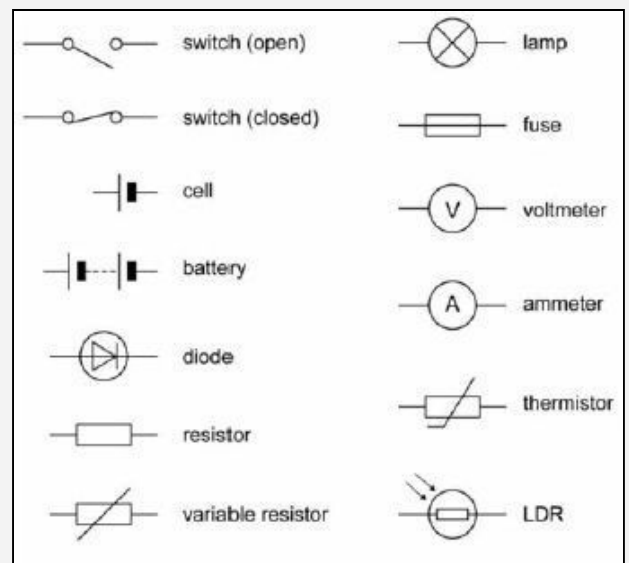 switch (open)
switch (closed)
cell
battery
diode
resistor
variable resistor
lamp
fuse
V
voltmeter
A
ammeter
thermistor
LDR